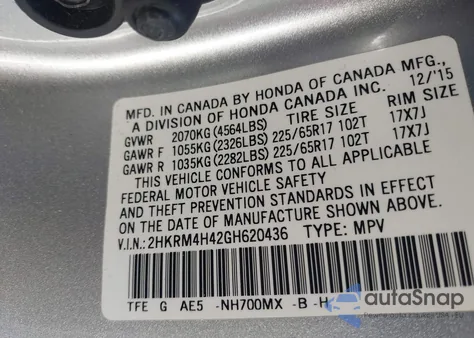 MFD. IN CANADA BY HONDA OF CANADA MFG.,
A DIVISION OF HONDA CANADA INC. 12/'15
GVWR 2070KG (4564LBS) TIRE SIZE RIM SIZE
GAWR F 1055KG (2326LBS) 225/65R17 102T 17X7J
GAWR R 1035KG (2282LBS) 225/65R17 102T 17X7J
THIS VEHICLE CONFORMS TO ALL APPLICABLE
FEDERAL MOTOR VEHICLE SAFETY
AND THEFT PREVENTION STANDARDS IN EFFECT
ON THE DATE OF MANUFACTURE SHOWN ABOVE.
V.I.N: 2HKRM4H42GH620436 TYPE: MPV
TFE G AE5 -NH700MX -B -H
autoSnap